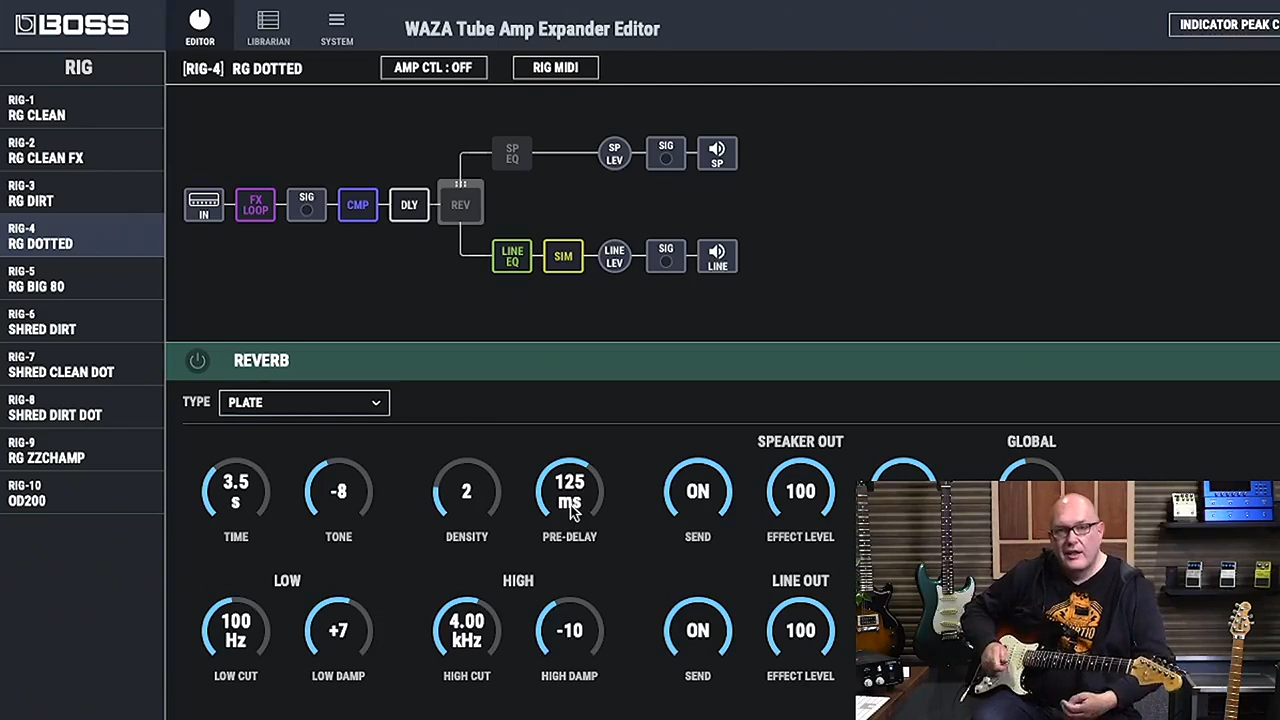 BOSS
EDITOR
LIBRARIAN
SYSTEM
WAZA Tube Amp Expander Editor
INDICATOR PEAK C
RIG
[RIG-4] RG DOTTED
AMP CTL : OFF
RIG MIDI
RIG-1
RG CLEAN
RIG-2
RG CLEAN FX
RIG-3
RG DIRT
RIG-4
RG DOTTED
RIG-5
RG BIG 80
RIG-6
SHRED DIRT
RIG-7
SHRED CLEAN DOT
RIG-8
SHRED DIRT DOT
RIG-9
RG ZZCHAMP
RIG-10
OD200
SP
EQ
SP
LEV
SIG
SP
IN
FX
LOOP
SIG
CMP
DLY
REV
LINE
EQ
SIM
LINE
LEV
SIG
LINE
REVERB
TYPE
PLATE
SPEAKER OUT
GLOBAL
3.5
s
-8
2
125
ms
ON
100
TIME
TONE
DENSITY
PRE-DELAY
SEND
EFFECT LEVEL
LOW
HIGH
LINE OUT
100
Hz
+7
4.00
kHz
-10
ON
100
LOW CUT
LOW DAMP
HIGH CUT
HIGH DAMP
SEND
EFFECT LEVEL